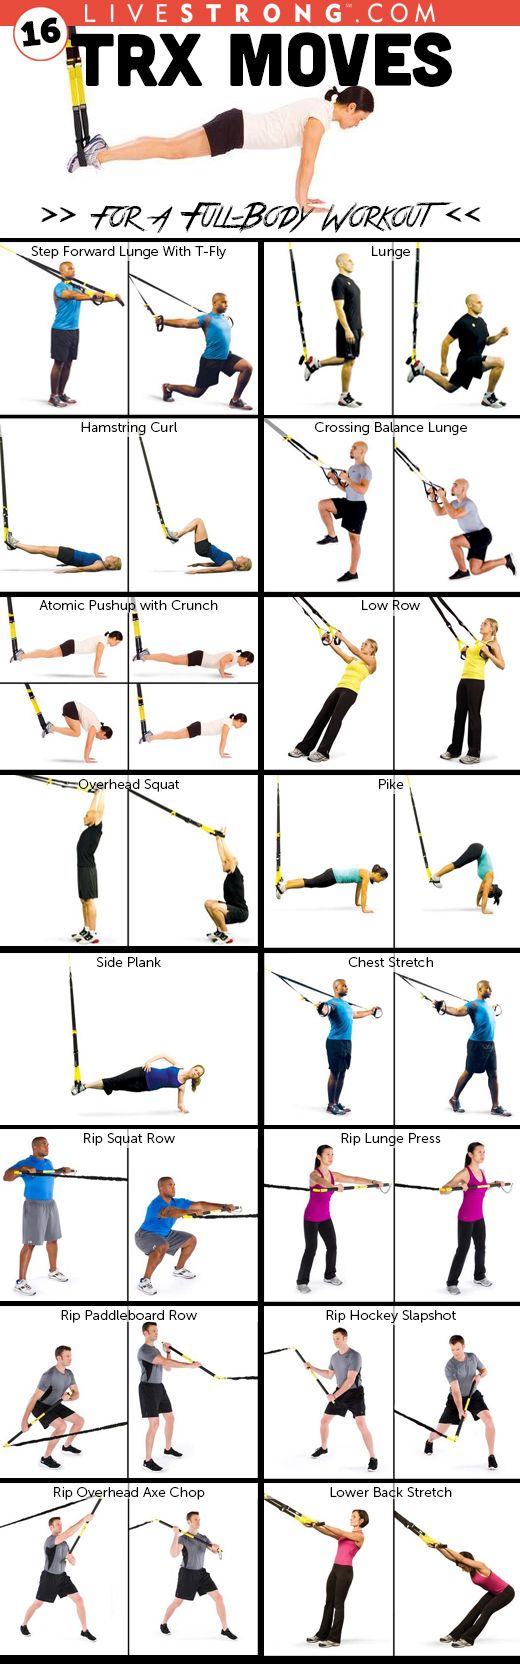 LIVESTRONG.COM
16
TRX MOVES
>> FOR A FULL-BODY WORKOUT <<
Step Forward Lunge With T-Fly
Lunge
Hamstring Curl
Crossing Balance Lunge
Atomic Pushup with Crunch
Low Row
Overhead Squat
Pike
Side Plank
Chest Stretch
Rip Squat Row
Rip Lunge Press
Rip Paddleboard Row
Rip Hockey Slapshot
Rip Overhead Axe Chop
Lower Back Stretch